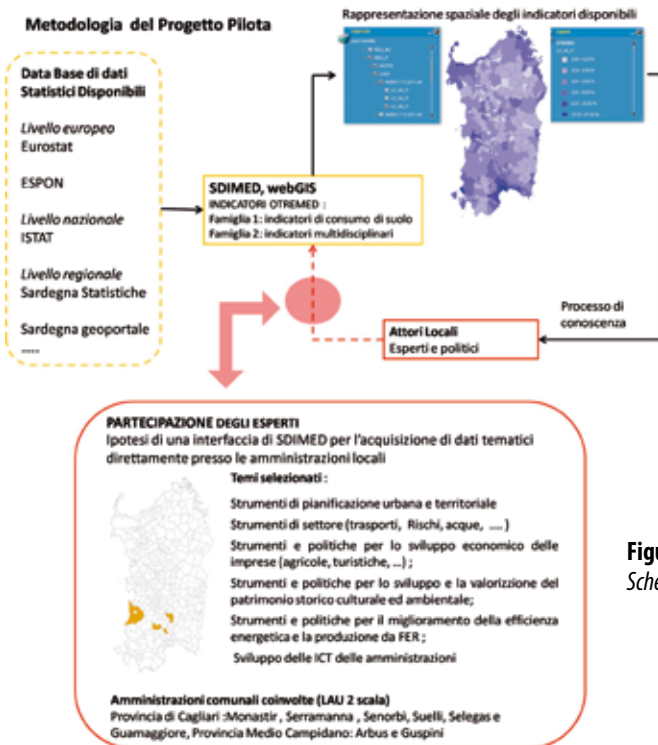 Metodologia del Progetto Pilota
Rappresentazione spaziale degli indicatori disponibili
Data Base di dati
Statistici Disponibili
Livello europeo
Eurostat
ESPON
Livello nazionale
ISTAT
Livello regionale
Sardegna Statistiche
Sardegna geoportale
....
SDIMED, webGIS
INDICATORI OTREMED :
Famiglia 1: indicatori di consumo di suolo
Famiglia 2: indicatori multidisciplinari
Processo di
conoscenza
Attori Locali
Esperti e politici
PARTECIPAZIONE DEGLI ESPERTI
Ipotesi di una interfaccia di SDIMED per l'acquisizione di dati tematici
direttamente presso le amministrazioni locali
Temi selezionati :
Strumenti di pianificazione urbana e territoriale
Strumenti di settore (trasporti, Rischi, acque, .... )
Strumenti e politiche per lo sviluppo economico delle
imprese (agricole, turistiche, ...) ;
Strumenti e politiche per lo sviluppo e la valorizzione del
patrimonio storico culturale ed ambientale;
Strumenti e politiche per il miglioramento della efficienza
energetica e la produzione da FER ;
Sviluppo delle ICT delle amministrazioni
Amministrazioni comunali coinvolte (LAU 2 scala)
Provincia di Cagliari :Monastir , Serramanna , Senorbì, Suelli, Selegas e
Guamaggiore, Provincia Medio Campidano: Arbus e Guspini
Figu
Sche